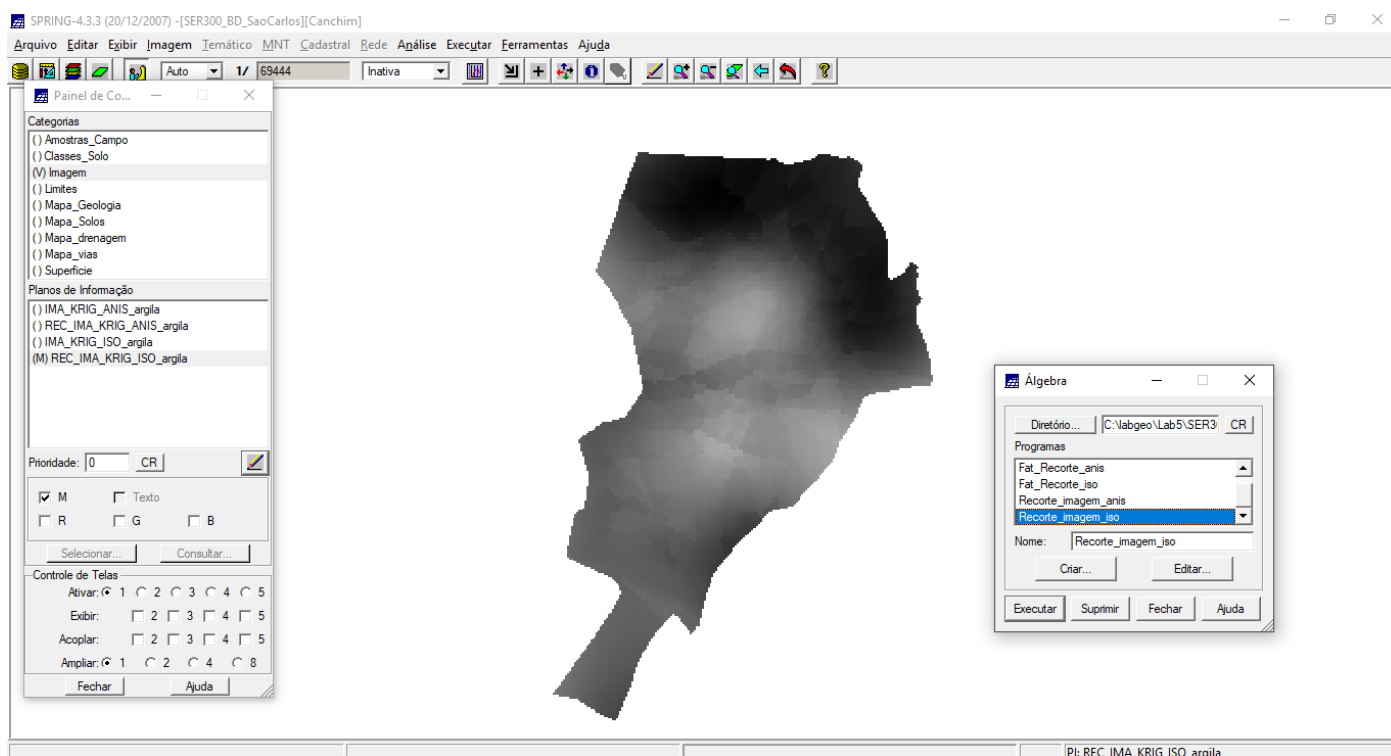 SPRING-4.3.3 (20/12/2007) -[SER300_BD_SaoCarlos][Canchim]
Arquivo Editar Exibir Imagem Temático MNT Cadastral Rede Análise Executar Ferramentas Ajuda
Auto 1/ 69444 Inativa
Painel de Co...
Categorias
( ) Amostras_Campo
( ) Classes_Solo
(V) Imagem
( ) Limites
( ) Mapa_Geologia
( ) Mapa_Solos
( ) Mapa_drenagem
( ) Mapa_vias
( ) Superficie
Planos de Informação
( ) IMA_KRIG_ANIS_argila
( ) REC_IMA_KRIG_ANIS_argila
( ) IMA_KRIG_ISO_argila
(M) REC_IMA_KRIG_ISO_argila
Prioridade: 0 CR
M Texto
R G B
Selecionar... Consultar...
Controle de Telas
Ativar: 1 2 3 4 5
Exibir: 2 3 4 5
Acoplar: 2 3 4 5
Ampliar: 1 2 4 8
Fechar Ajuda
Álgebra
Diretório... C:\labgeo\Lab5\SER3 CR
Programas
Fat_Recorte_anis
Fat_Recorte_iso
Recorte_imagem_anis
Recorte_imagem_iso
Nome: Recorte_imagem_iso
Criar... Editar...
Executar Suprimir Fechar Ajuda
PI: REC_IMA_KRIG_ISO_argila